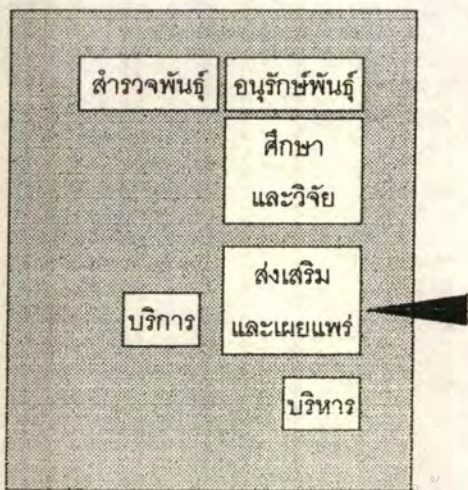 สำรวจพันธุ์ อนุรักษ์พันธุ์
ศึกษา
และวิจัย
ส่งเสริม
และเผยแพร่
บริการ
บริหาร